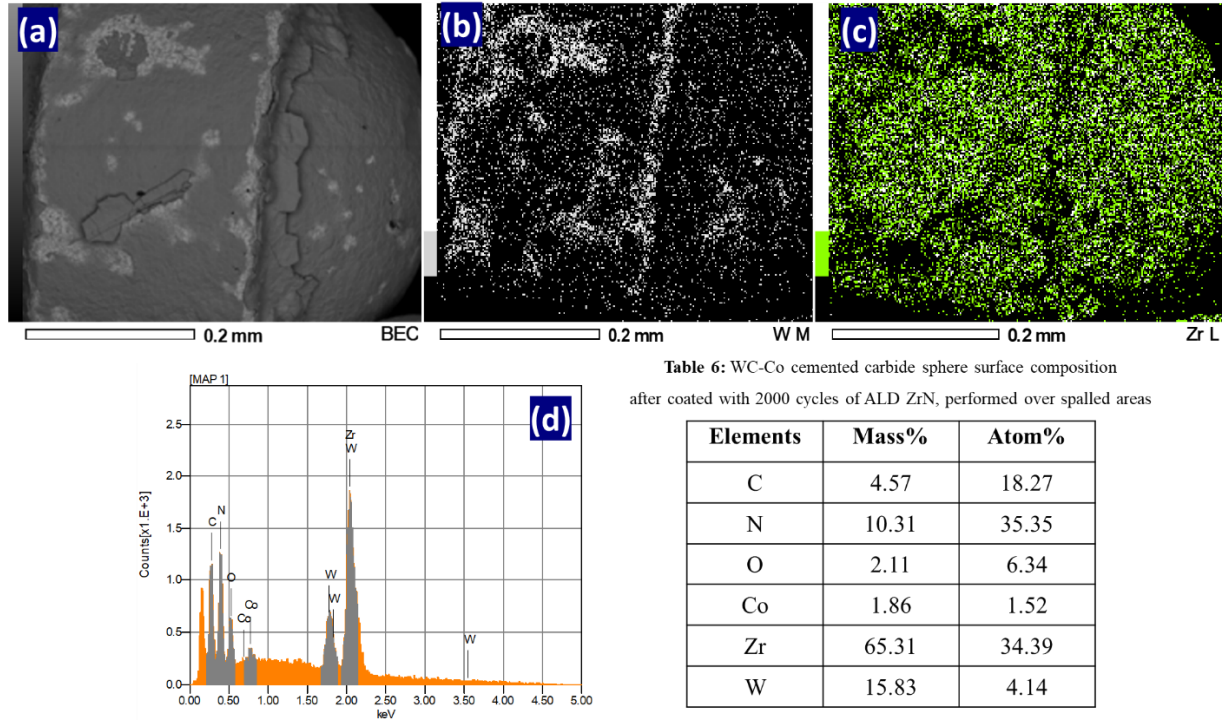 (a)
(b)
(c)
0.2 mm BEC
0.2 mm W M
0.2 mm Zr L
[MAP 1]
(d)
Counts[x1.E+3]
2.5
2.0
1.5
1.0
0.5
0.0
C
N
O
Co
Co
W
W
Zr
W
W
0.00 0.50 1.00 1.50 2.00 2.50 3.00 3.50 4.00 4.50 5.00
keV
Table 6: WC-Co cemented carbide sphere surface composition
after coated with 2000 cycles of ALD ZrN, performed over spalled areas
Elements Mass% Atom%
C 4.57 18.27
N 10.31 35.35
O 2.11 6.34
Co 1.86 1.52
Zr 65.31 34.39
W 15.83 4.14